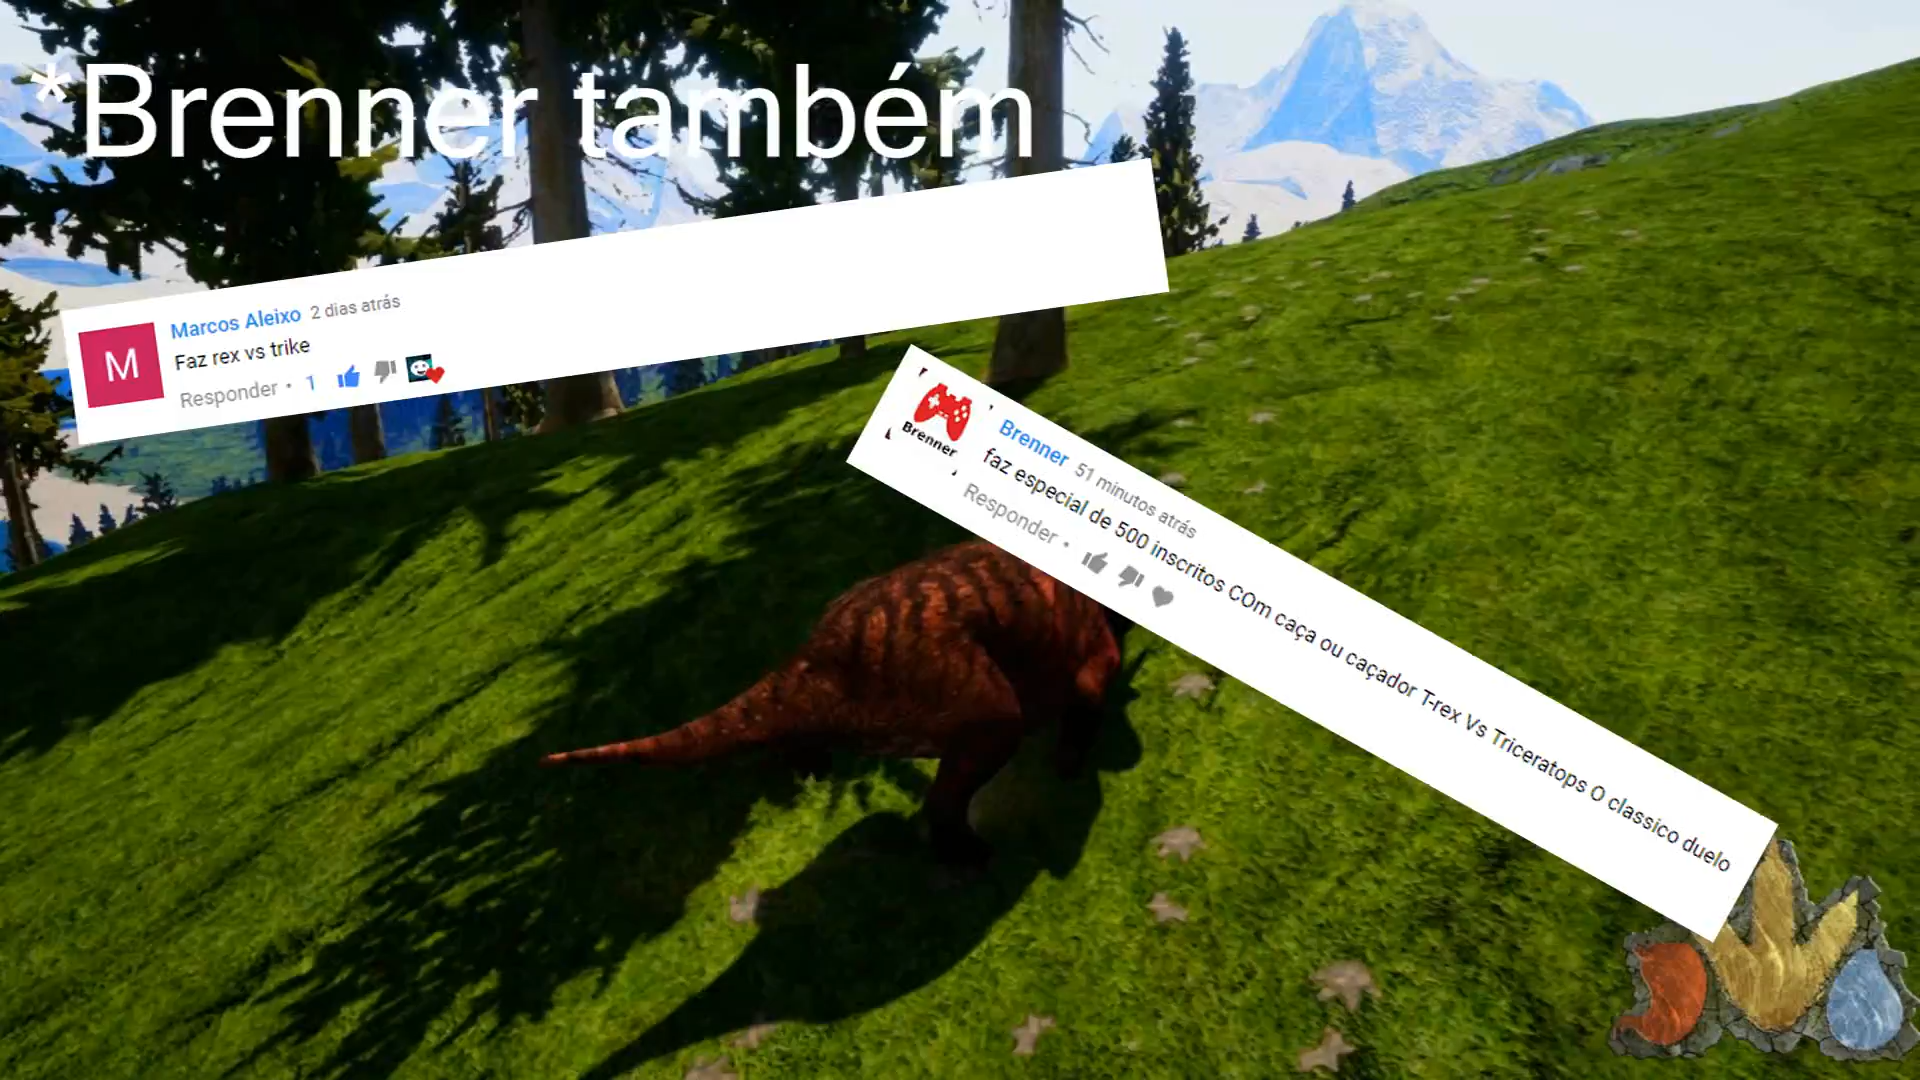 *Brenner também
Marcos Aleixo 2 dias atrás
Faz rex vs trike
Responder • 1
M
Brenner 51 minutos atrás
faz especial de 500 inscritos COm caça ou caçador T-rex Vs Triceratops O classico duelo
Responder •
Brenner